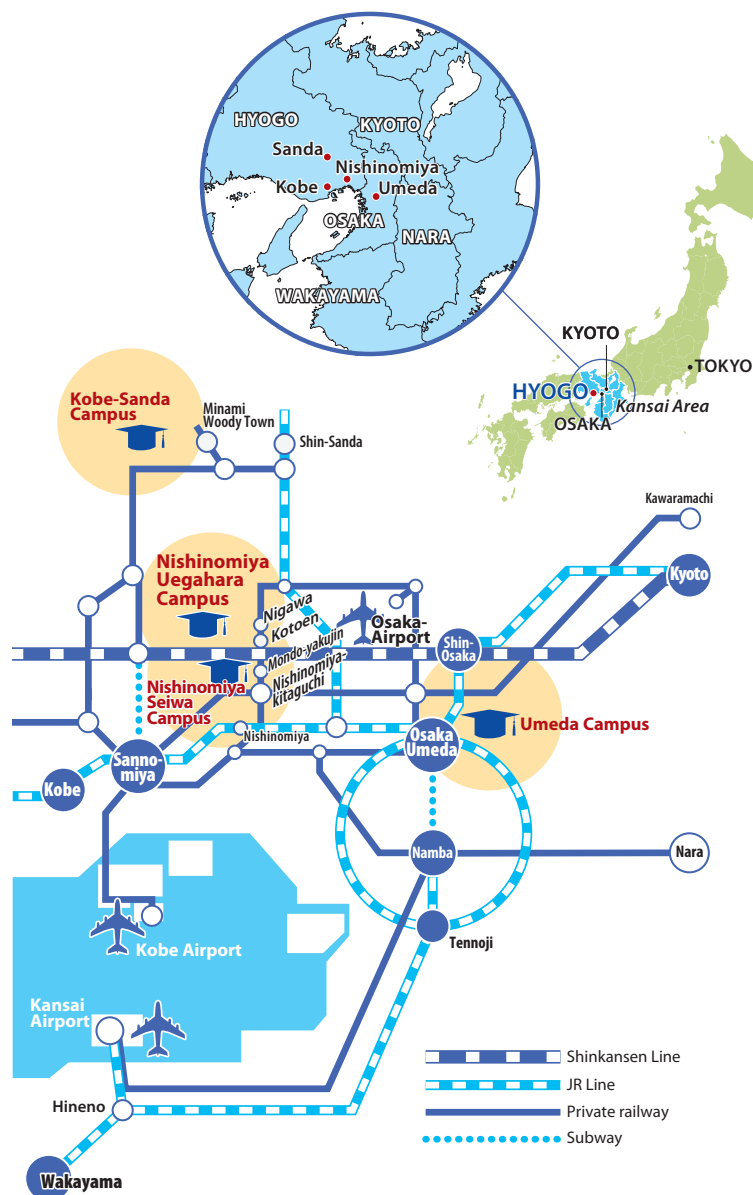 HYOGO
KYOTO
Sanda
Nishinomiya
Kobe
Umeda
OSAKA
NARA
WAKAYAMA
KYOTO
TOKYO
HYOGO
Kansai Area
OSAKA
Kobe-Sanda
Campus
Minami
Woody Town
Shin-Sanda
Kawaramachi
Nishinomiya
Uegahara
Campus
Kyoto
Nigawa
Kotoen
Osaka-
Airport
Mondo-yakujin
Shin-
Osaka
Nishinomiya-
kitaguchi
Nishinomiya
Seiwa
Campus
Umeda Campus
Nishinomiya
Osaka
Umeda
Sanno-
miya
Kobe
Namba
Nara
Tennoji
Kobe Airport
Kansai
Airport
Shinkansen Line
JR Line
Hineno
Private railway
Subway
Wakayama